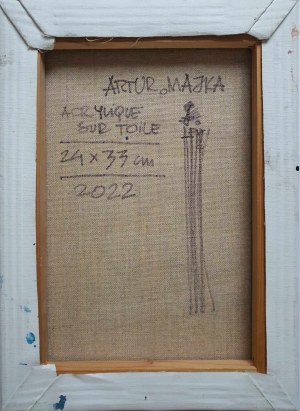 ARTUR MAJKA
ACRYLIQUE
SUR TOILE
24 x 33 cm
2022